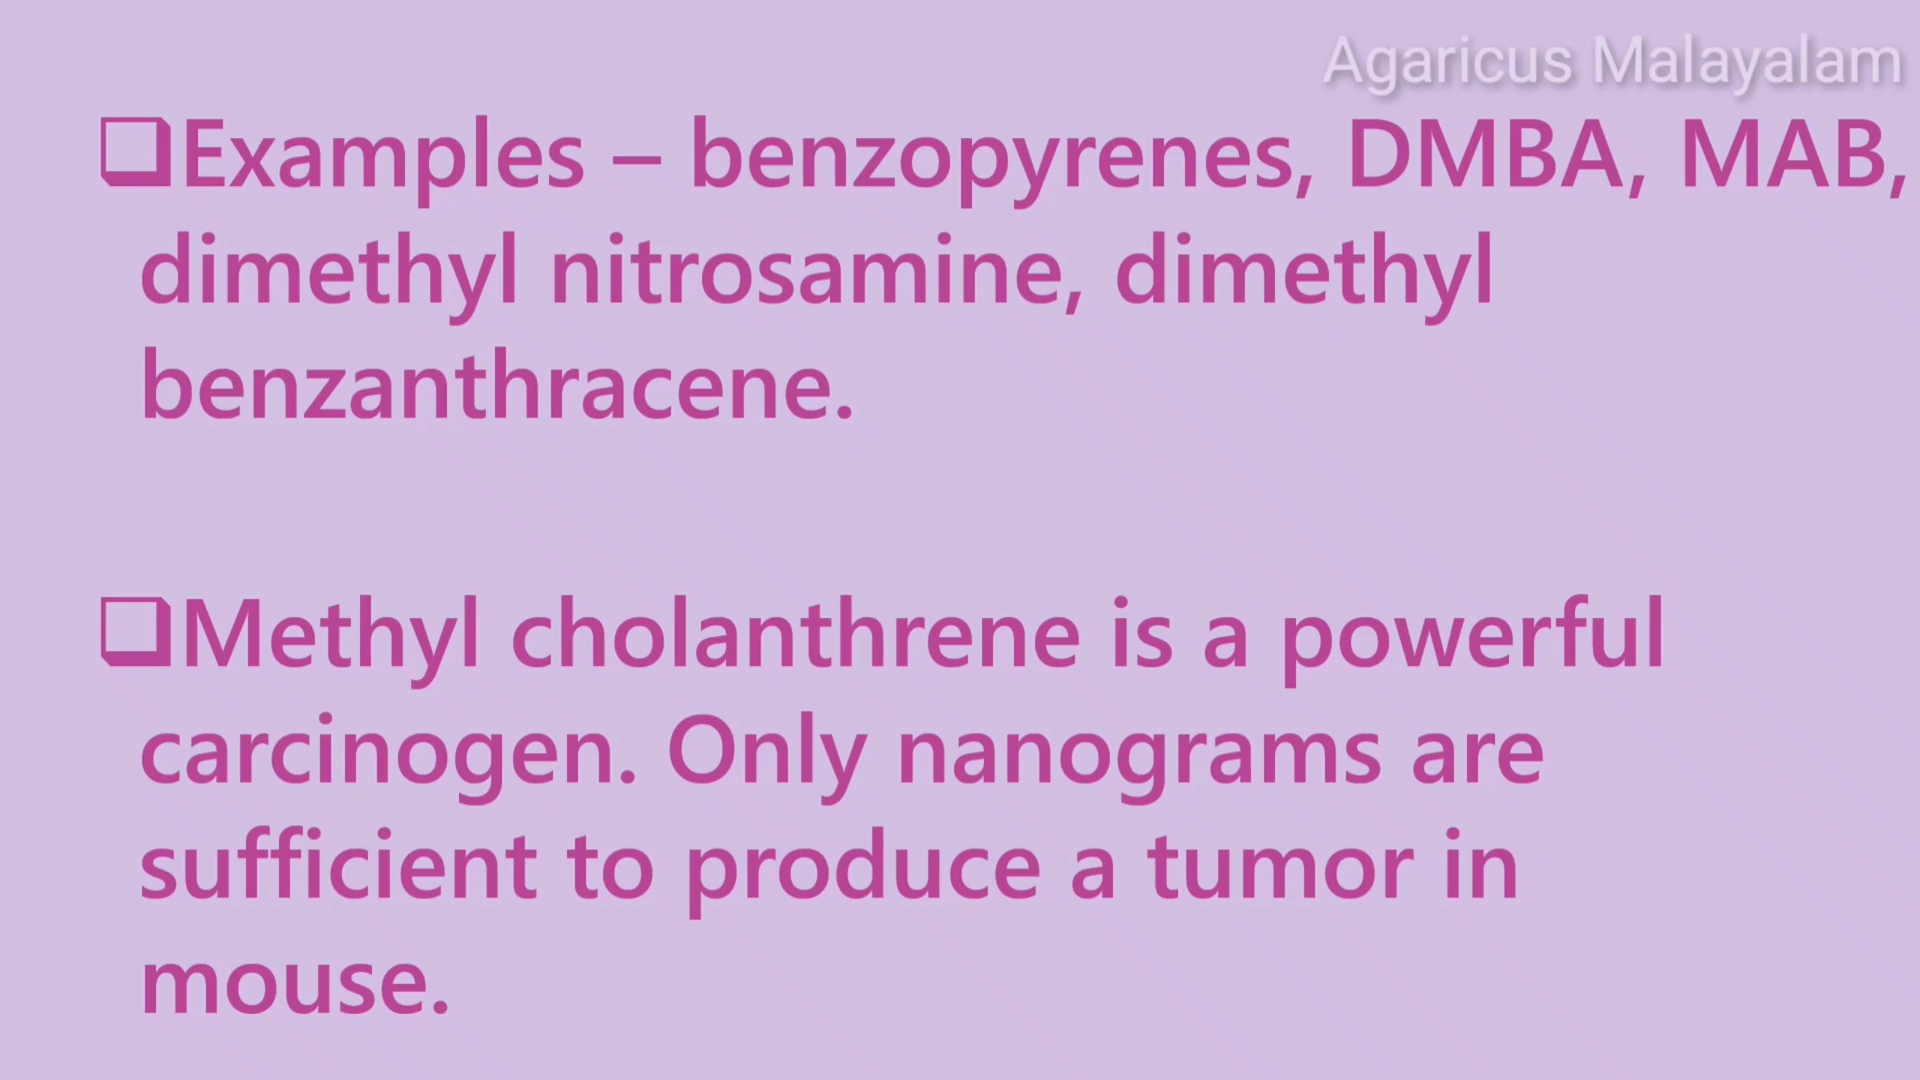 Agaricus Malayalam
❑Examples – benzopyrenes, DMBA, MAB,
dimethyl nitrosamine, dimethyl
benzanthracene.
❑Methyl cholanthrene is a powerful
carcinogen. Only nanograms are
sufficient to produce a tumor in
mouse.